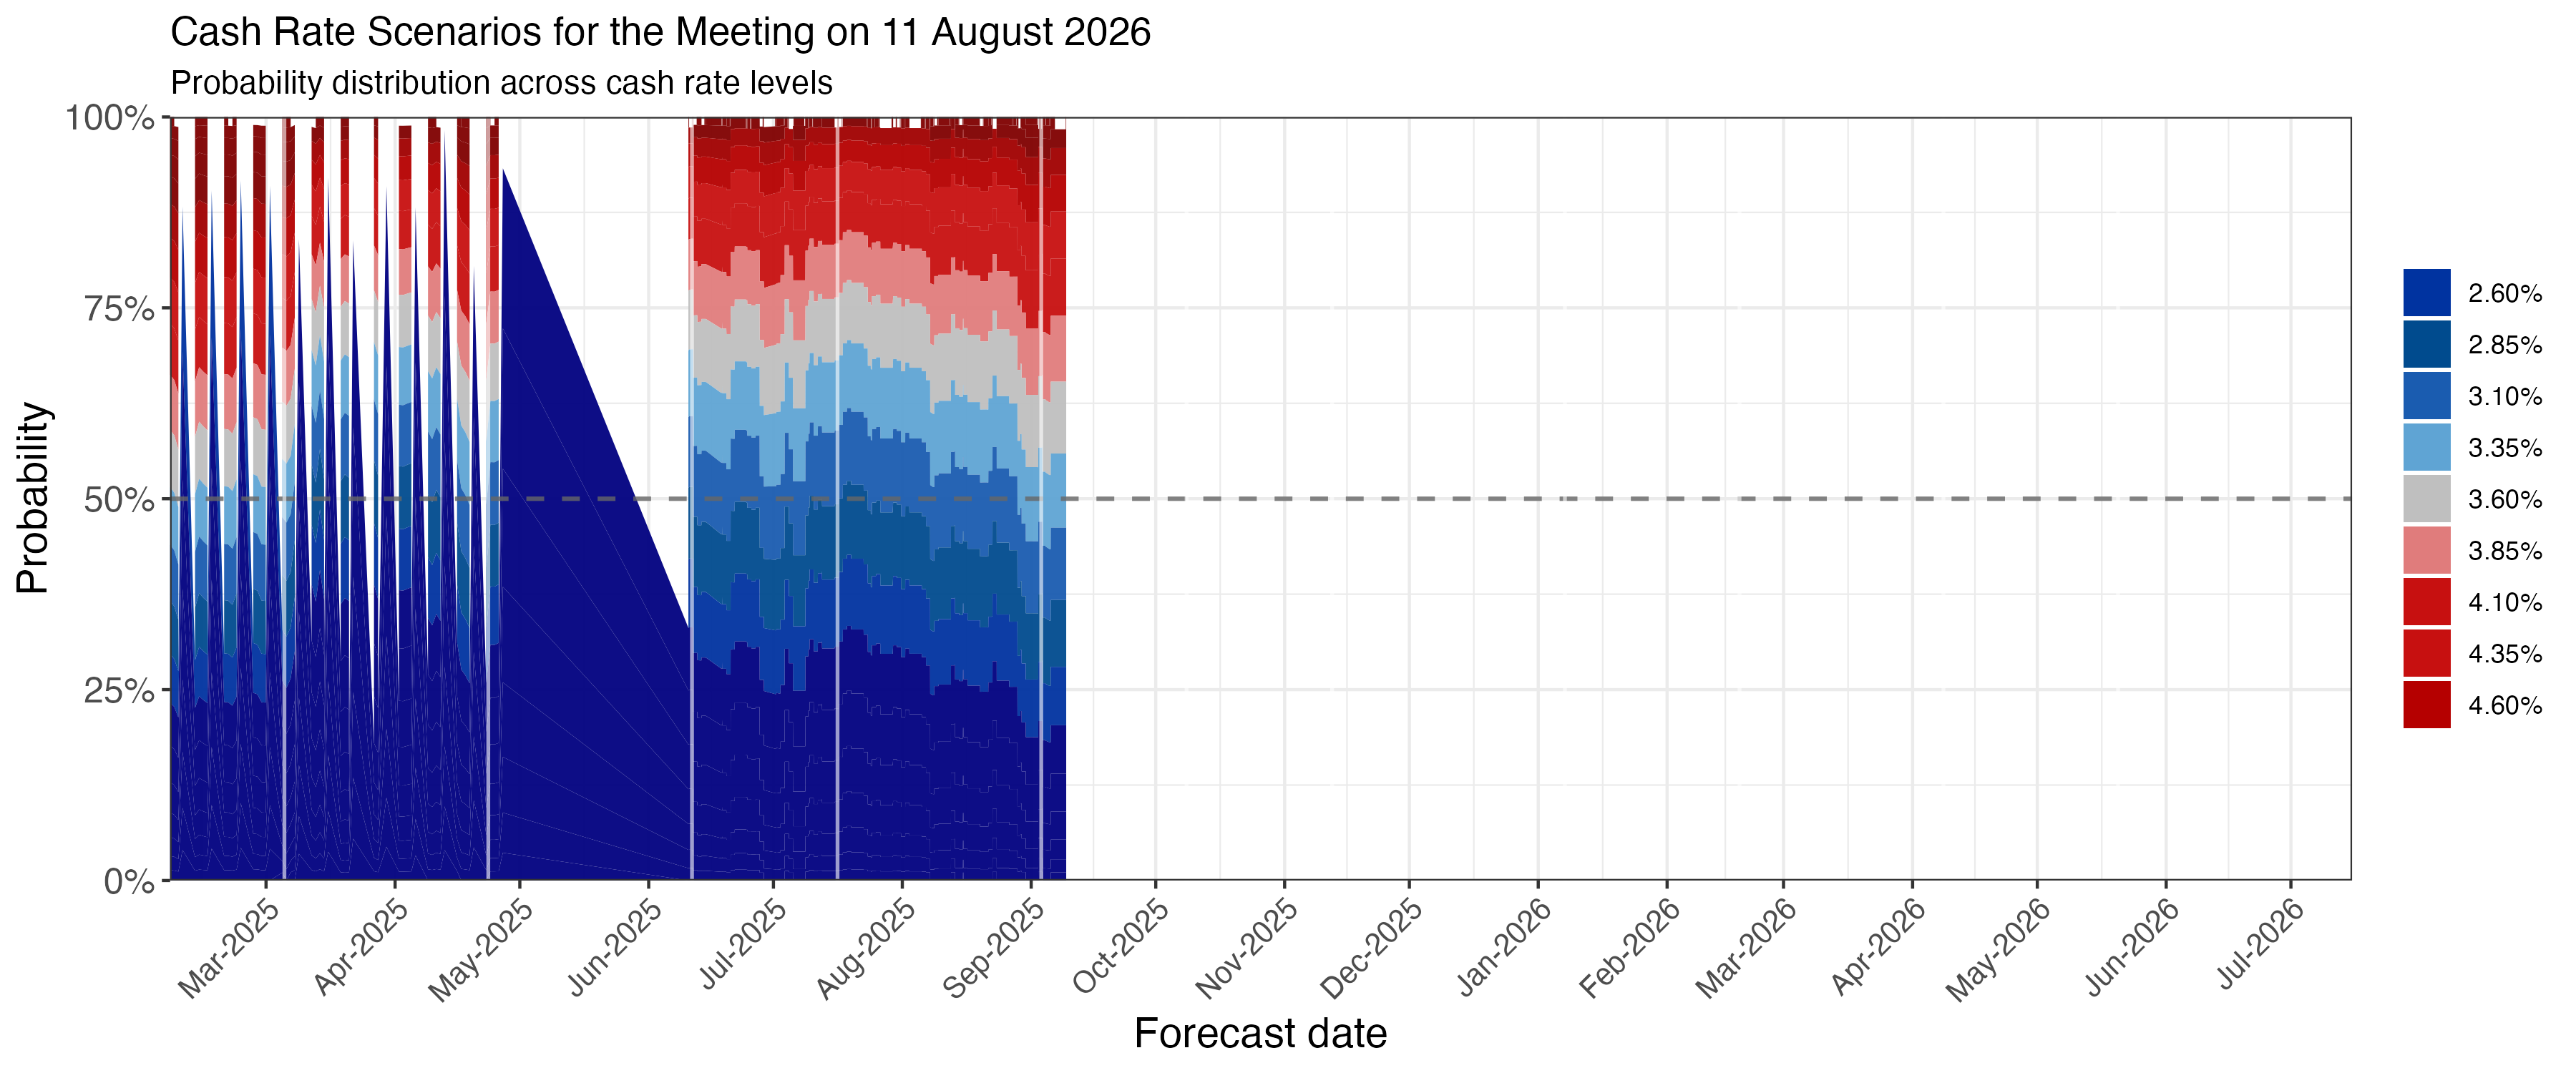 Cash Rate Scenarios for the Meeting on 11 August 2026
Probability distribution across cash rate levels
100%
75%
50%
25%
0%
Probability
Mar-2025
Apr-2025
May-2025
Jun-2025
Jul-2025
Aug-2025
Sep-2025
Oct-2025
Nov-2025
Dec-2025
Jan-2026
Feb-2026
Mar-2026
Apr-2026
May-2026
Jun-2026
Jul-2026
Forecast date
2.60%
2.85%
3.10%
3.35%
3.60%
3.85%
4.10%
4.35%
4.60%